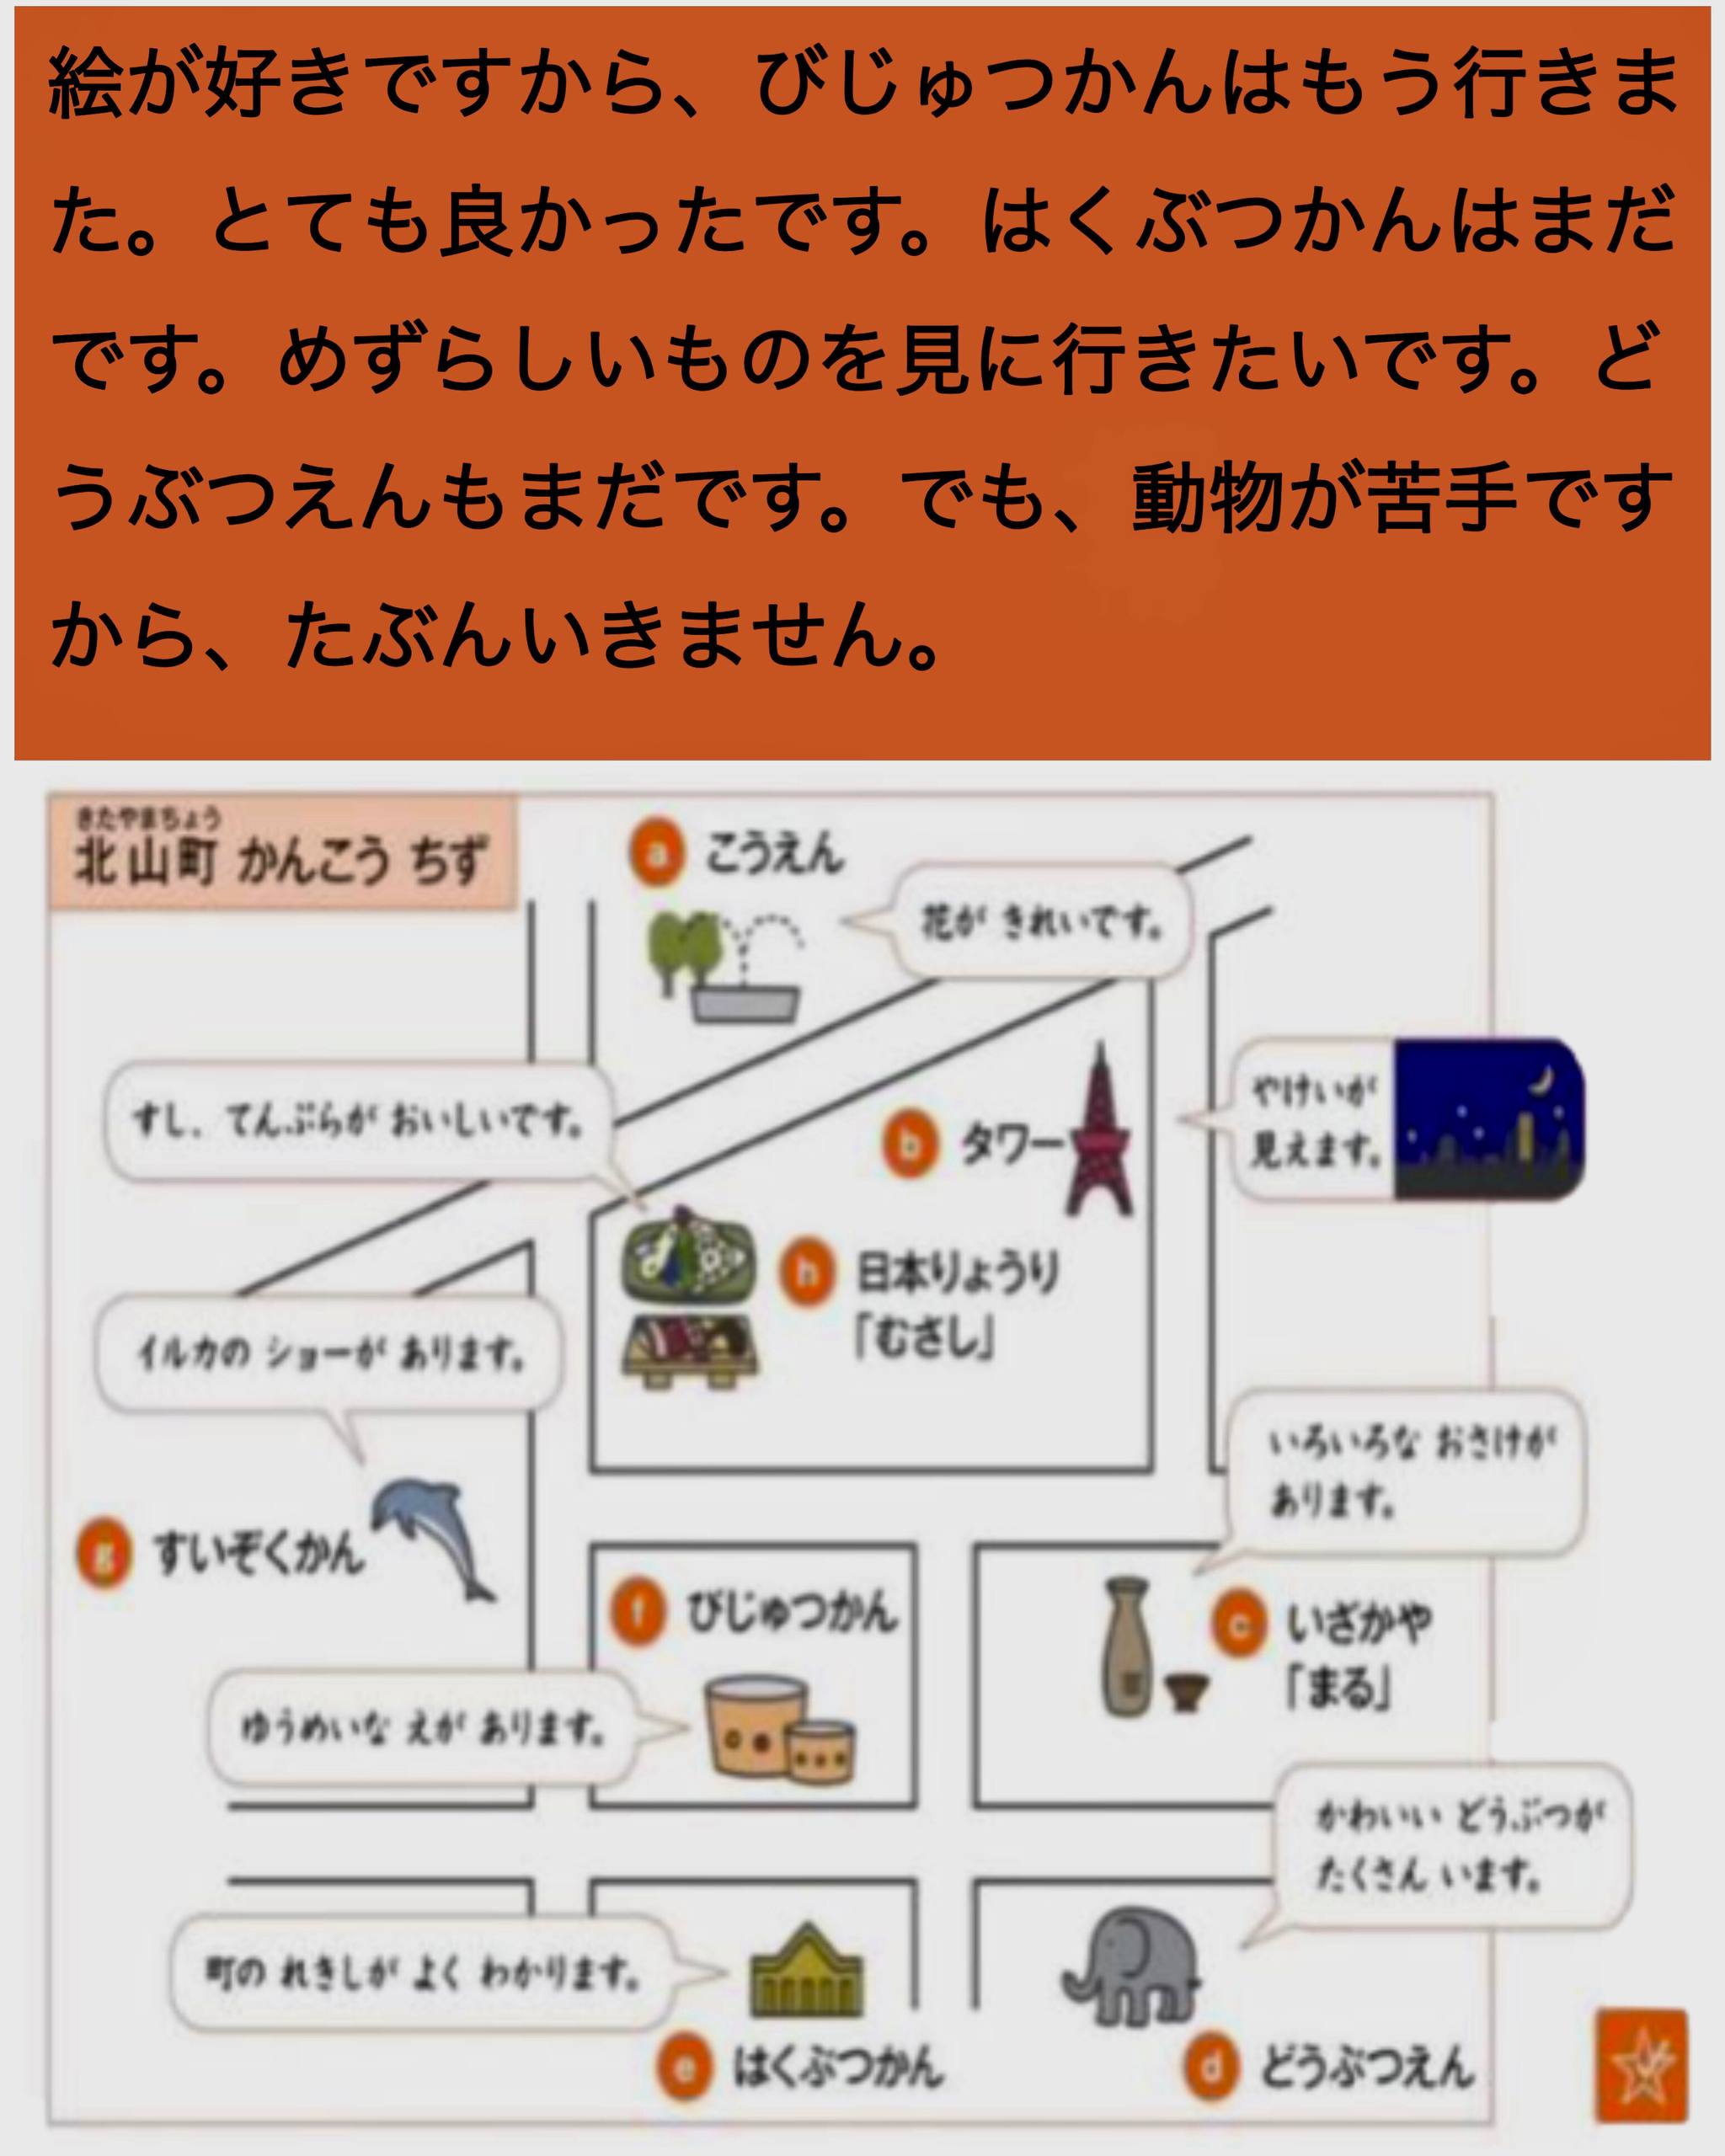 絵が好きですから、びじゅつかんはもう行きま
た。とても良かったです。はくぶつかんはまだ
です。めずらしいものを見に行きたいです。ど
うぶつえんもまだです。でも、動物が苦手です
から、たぶんいきません。
きたやまちょう
北山町 かんこう ちず
a こうえん
花が きれいです。
すし、てんぷらが おいしいです。
b タワー
やけいが
見えます。
h 日本りょうり
「むさし」
イルカの ショーが あります。
g すいぞくかん
いろいろな おさけが
あります。
f びじゅつかん
c いざかや
「まる」
ゆうめいな えが あります。
かわいい どうぶつが
たくさん います。
町の れきしが よく わかります。
e はくぶつかん
d どうぶつえん